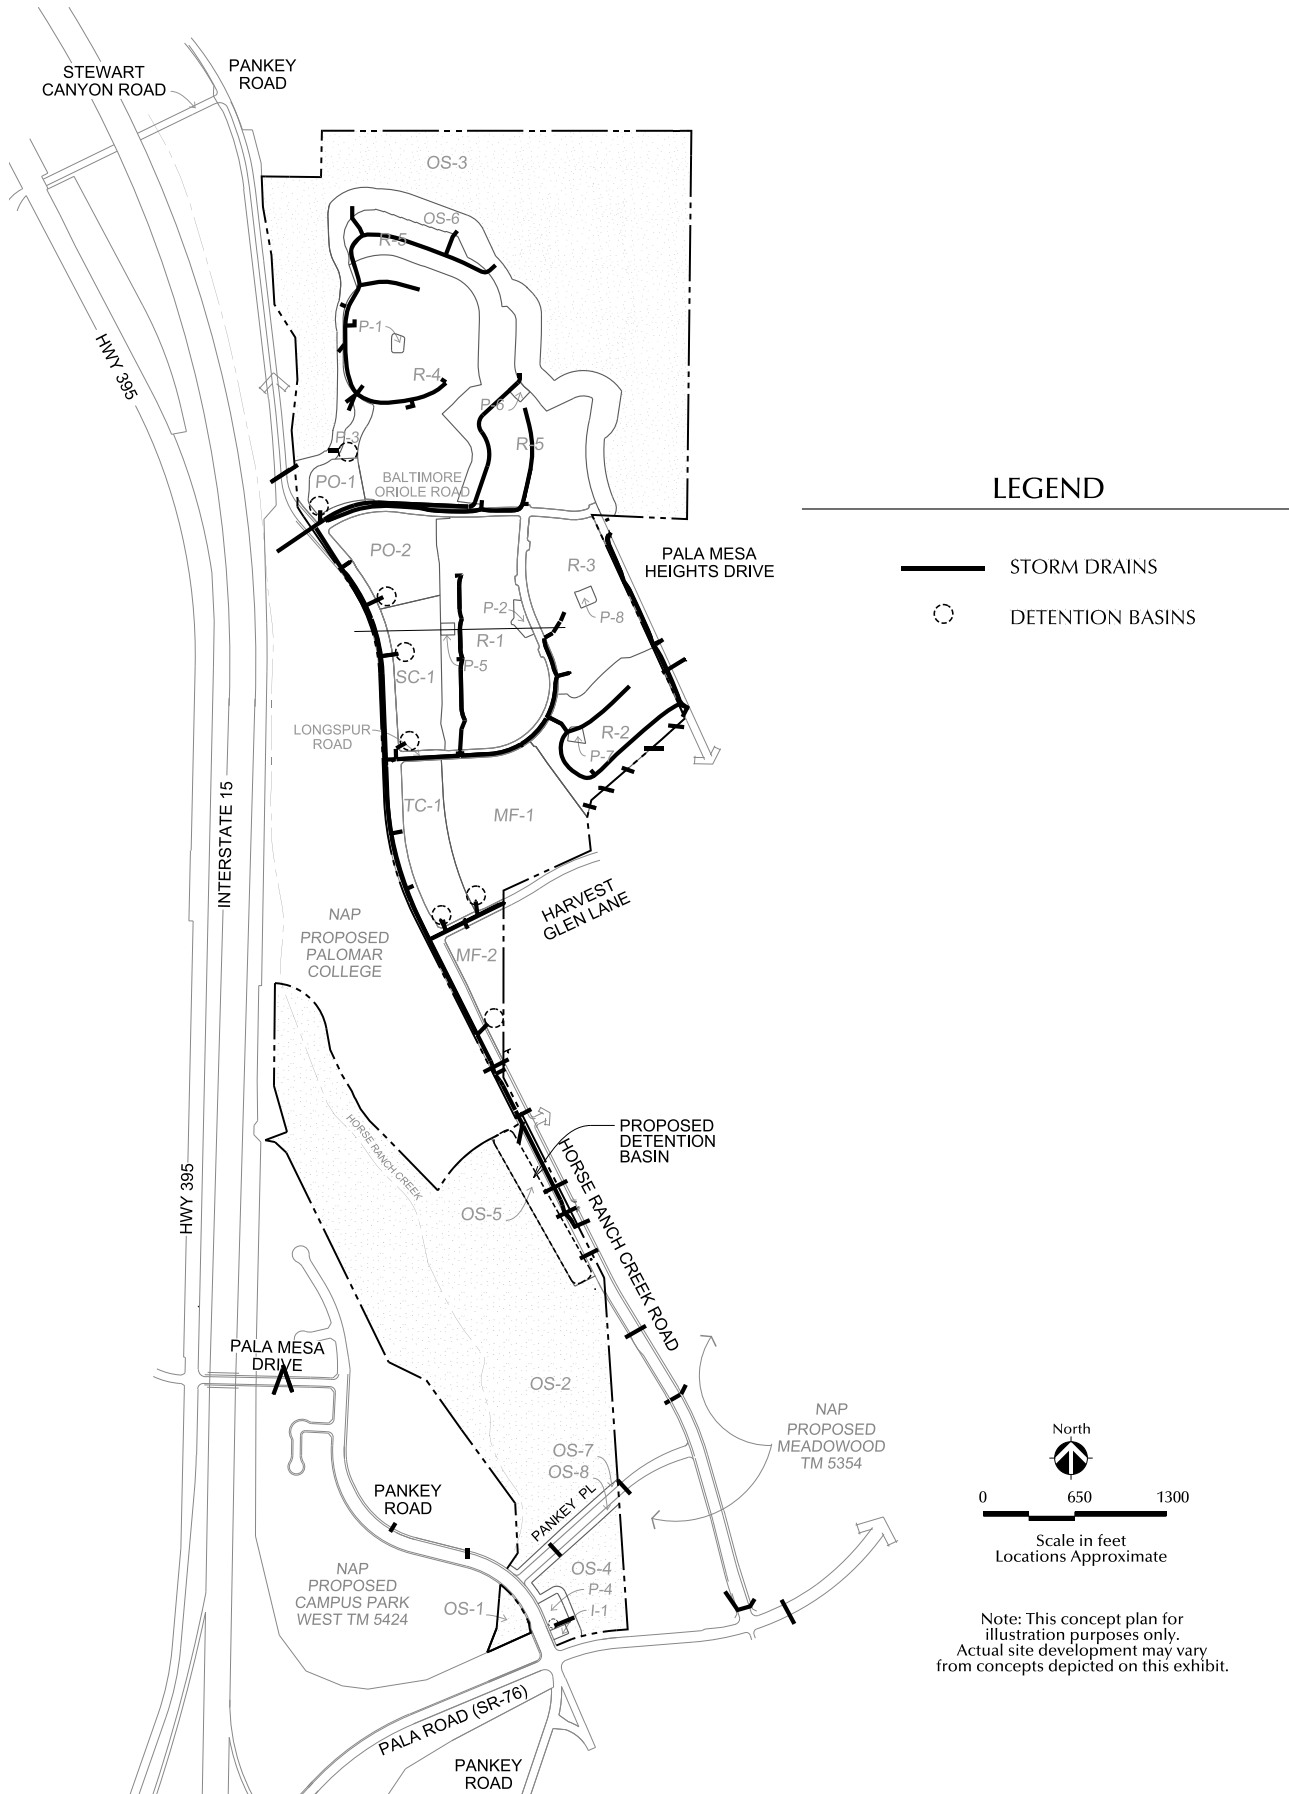 STEWART
CANYON ROAD
PANKEY
ROAD
OS-3
OS-6
R-5
P-1
R-4
HWY 395
P-6
R-5
P-3
PO-1
BALTIMORE
ORIOLE ROAD
LEGEND
STORM DRAINS
DETENTION BASINS
PALA MESA
HEIGHTS DRIVE
PO-2
R-3
P-2
P-8
R-1
P-5
SC-1
LONGSPUR
ROAD
R-2
P-7
TC-1
MF-1
INTERSTATE 15
HARVEST
GLEN LANE
NAP
PROPOSED
PALOMAR
COLLEGE
MF-2
HORSE RANCH CREEK
PROPOSED
DETENTION
BASIN
HORSE RANCH CREEK ROAD
OS-5
HWY 395
PALA MESA
DRIVE
OS-2
NAP
PROPOSED
MEADOWOOD
TM 5354
OS-7
OS-8
PANKEY PL
PANKEY
ROAD
NAP
PROPOSED
CAMPUS PARK
WEST TM 5424
OS-4
P-4
OS-1
I-1
PALA ROAD (SR-76)
PANKEY
ROAD
North
0 650 1300
Scale in feet
Locations Approximate
Note: This concept plan for
illustration purposes only.
Actual site development may vary
from concepts depicted on this exhibit.